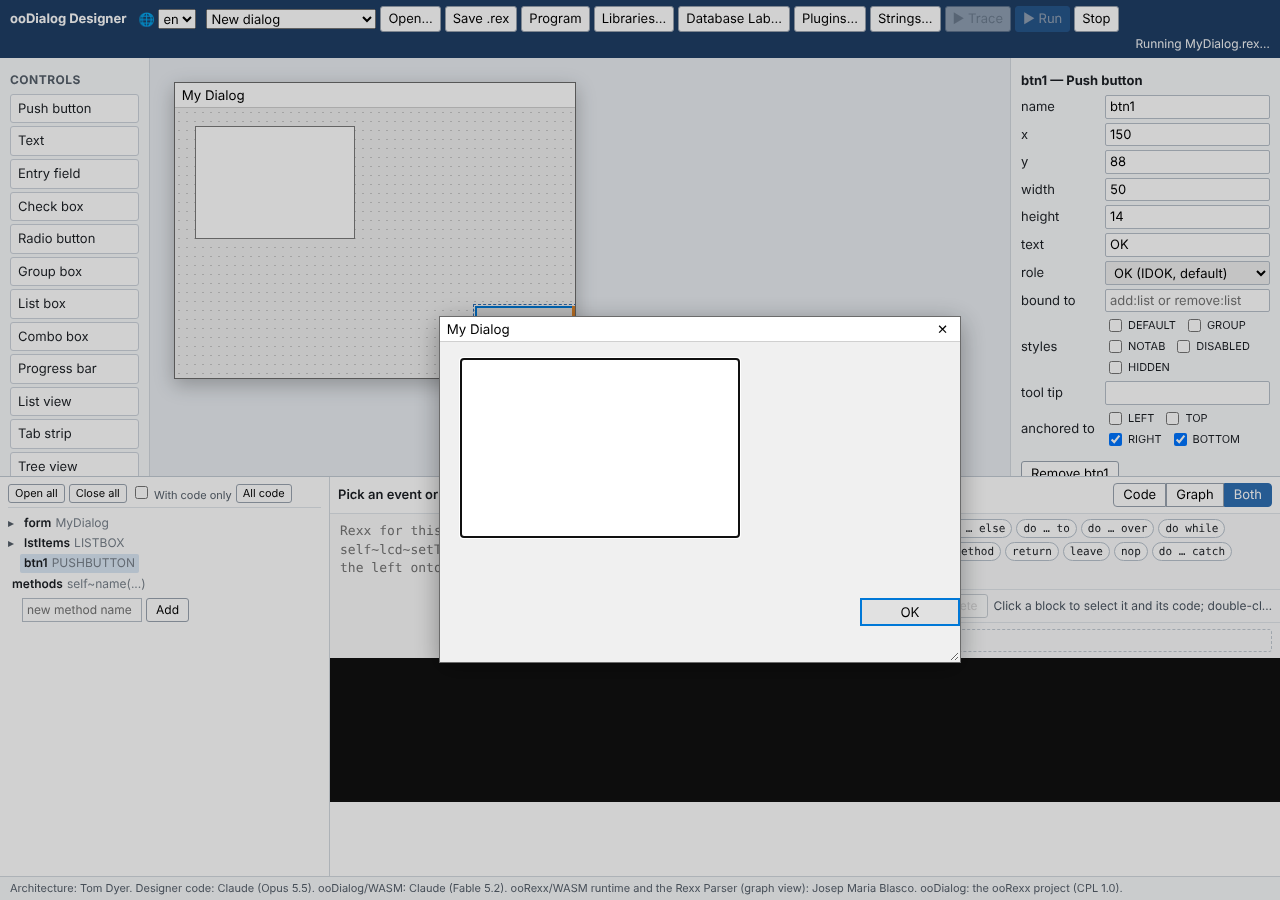 ooDialog Designer 🌐 en New dialog Open... Save .rex Program Libraries... Database Lab... Plugins... Strings... ▶ Trace ▶ Run Stop
Running MyDialog.rex...
CONTROLS
Push button
Text
Entry field
Check box
Radio button
Group box
List box
Combo box
Progress bar
List view
Tab strip
Tree view
My Dialog
btn1 — Push button
name btn1
x 150
y 88
width 50
height 14
text OK
role OK (IDOK, default)
bound to add:list or remove:list
styles
DEFAULT GROUP
NOTAB DISABLED
HIDDEN
tool tip
anchored to
LEFT TOP
RIGHT BOTTOM
Remove btn1
My Dialog ✕
OK
Open all Close all With code only All code
▸ form MyDialog
▸ lstItems LISTBOX
btn1 PUSHBUTTON
methods self~name(...)
new method name Add
Pick an event or
Code Graph Both
Rexx for this
the left onto
… else do … to do … over do while
return leave nop do … catch
Click a block to select it and its code; double-cl...
Architecture: Tom Dyer. Designer code: Claude (Opus 5.5). ooDialog/WASM: Claude (Fable 5.2). ooRexx/WASM runtime and the Rexx Parser (graph view): Josep Maria Blasco. ooDialog: the ooRexx project (CPL 1.0).